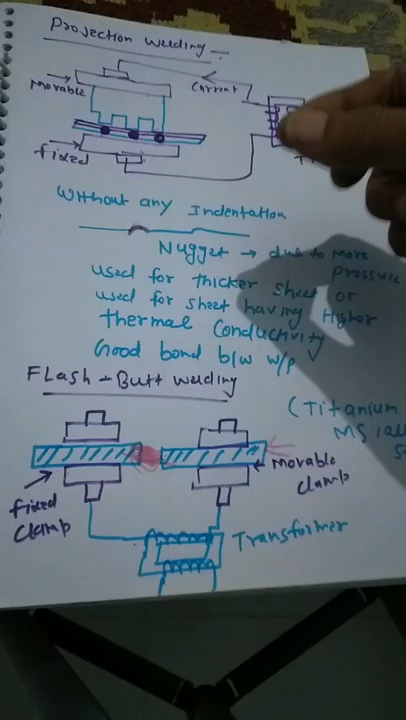 Projection Welding :-
Movable
Current
fixed
Without any Indentation
Nugget → due to more
Pressure
used for thicker sheet or
used for sheet having Higher
thermal Conductivity
Good bond b/w w/p
Flash - Butt welding
(Titanium
MS, all
fixed
clamp
movable
clamp
Transformer